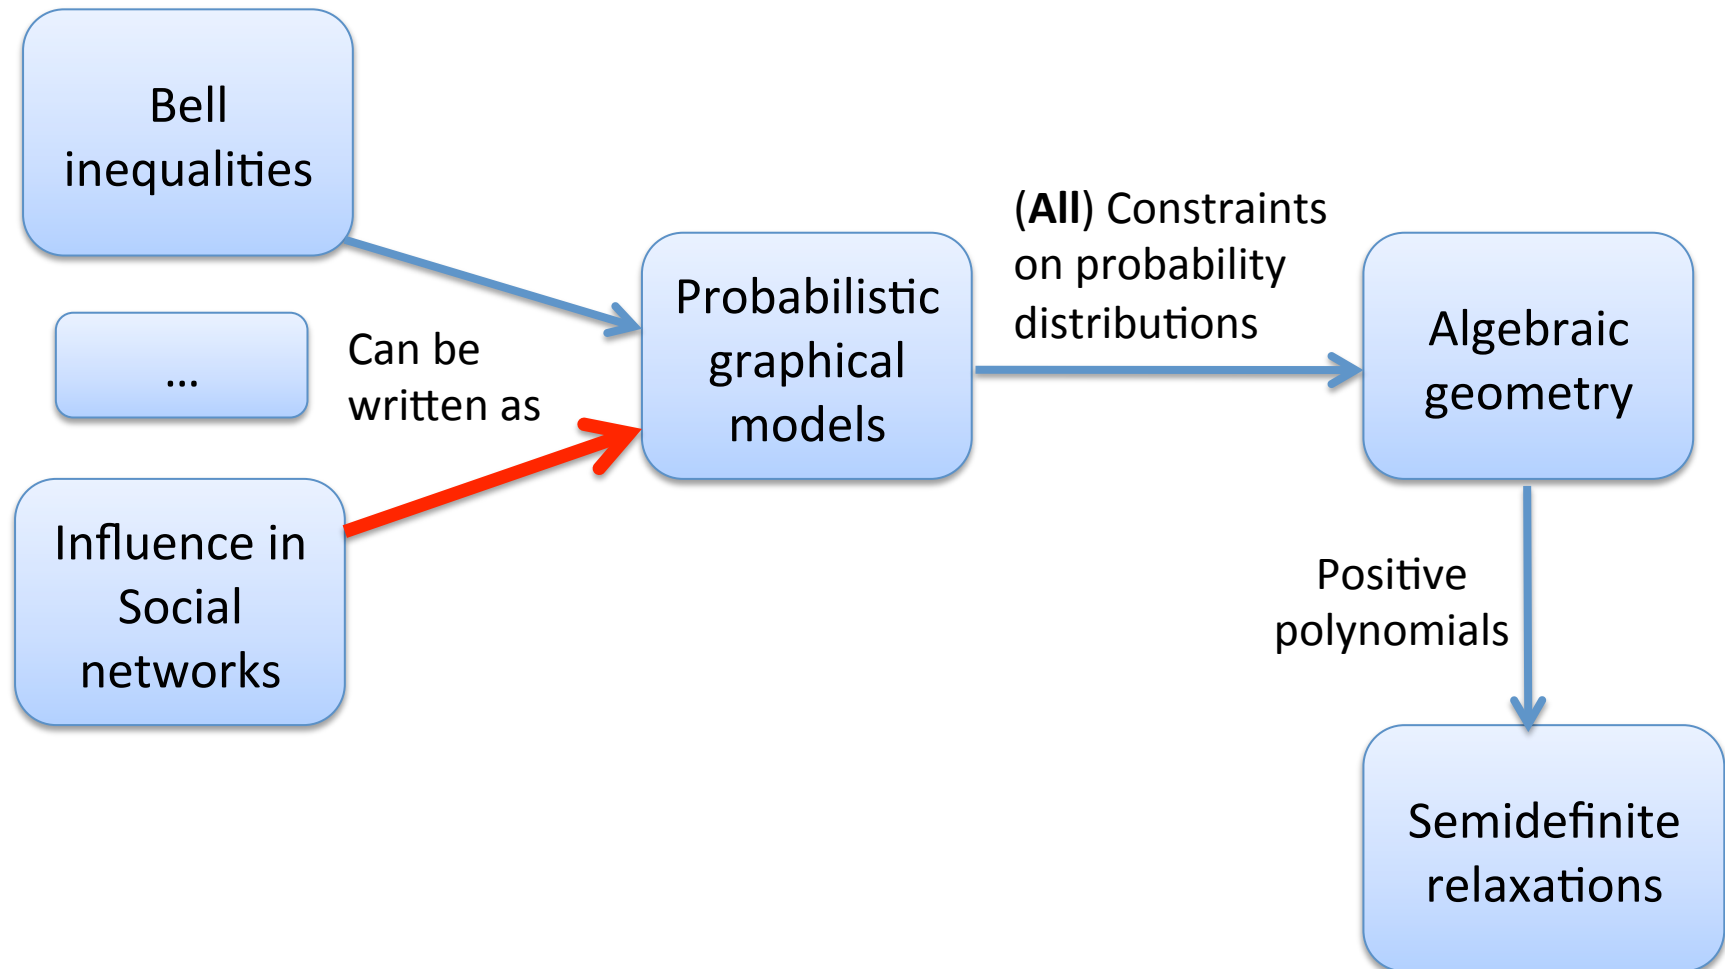 Bell
inequalities
...
Can be
written as
Influence in
Social
networks
Probabilistic
graphical
models
(All) Constraints
on probability
distributions
Algebraic
geometry
Positive
polynomials
Semidefinite
relaxations